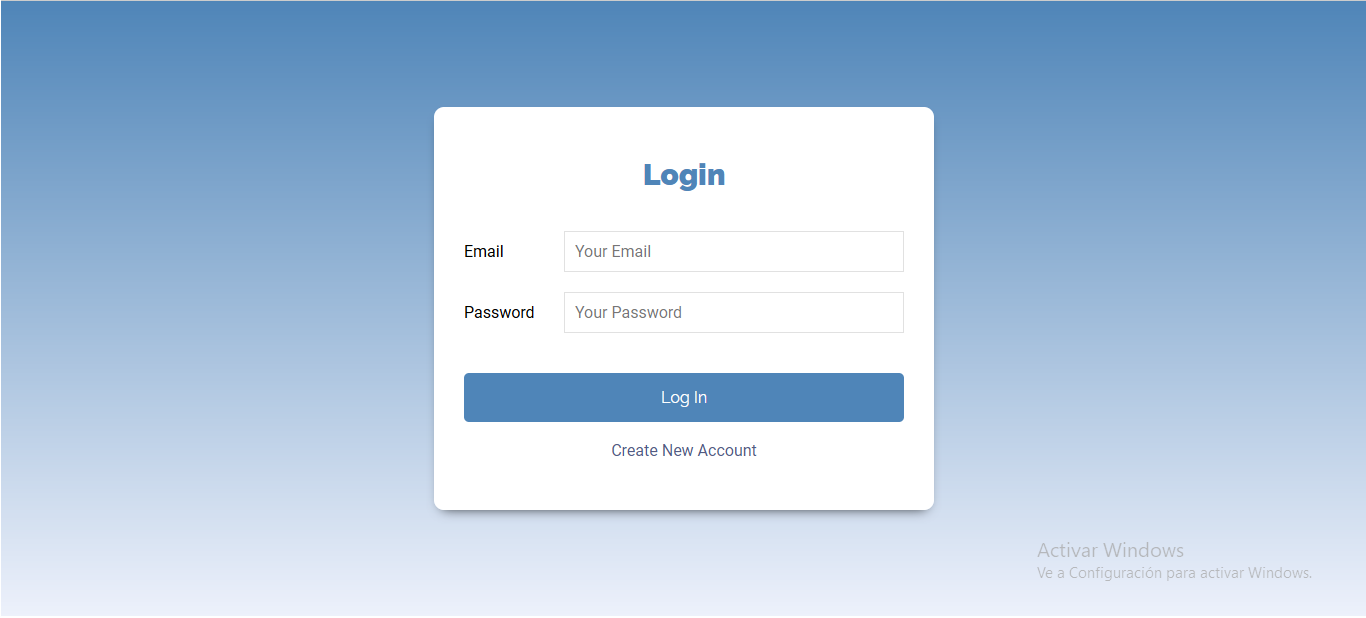 Login
Email
Your Email
Password
Your Password
Log In
Create New Account
Activar Windows
Ve a Configuración para activar Windows.